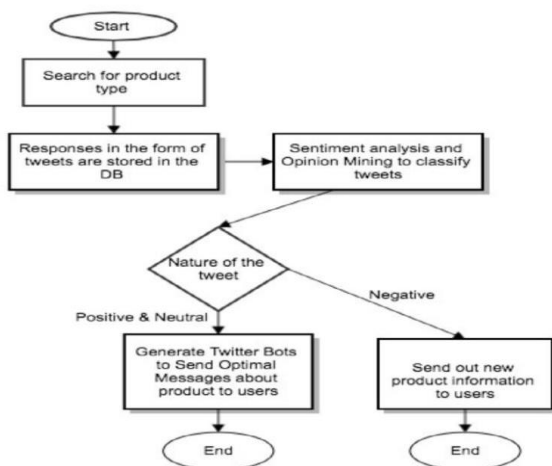 Start
Search for product
type
Responses in the form of
tweets are stored in the
DB
Sentiment analysis and
Opinion Mining to classify
tweets
Nature of the
tweet
Positive & Neutral
Negative
Generate Twitter Bots
to Send Optimal
Messages about
product to users
Send out new
product information
to users
End
End